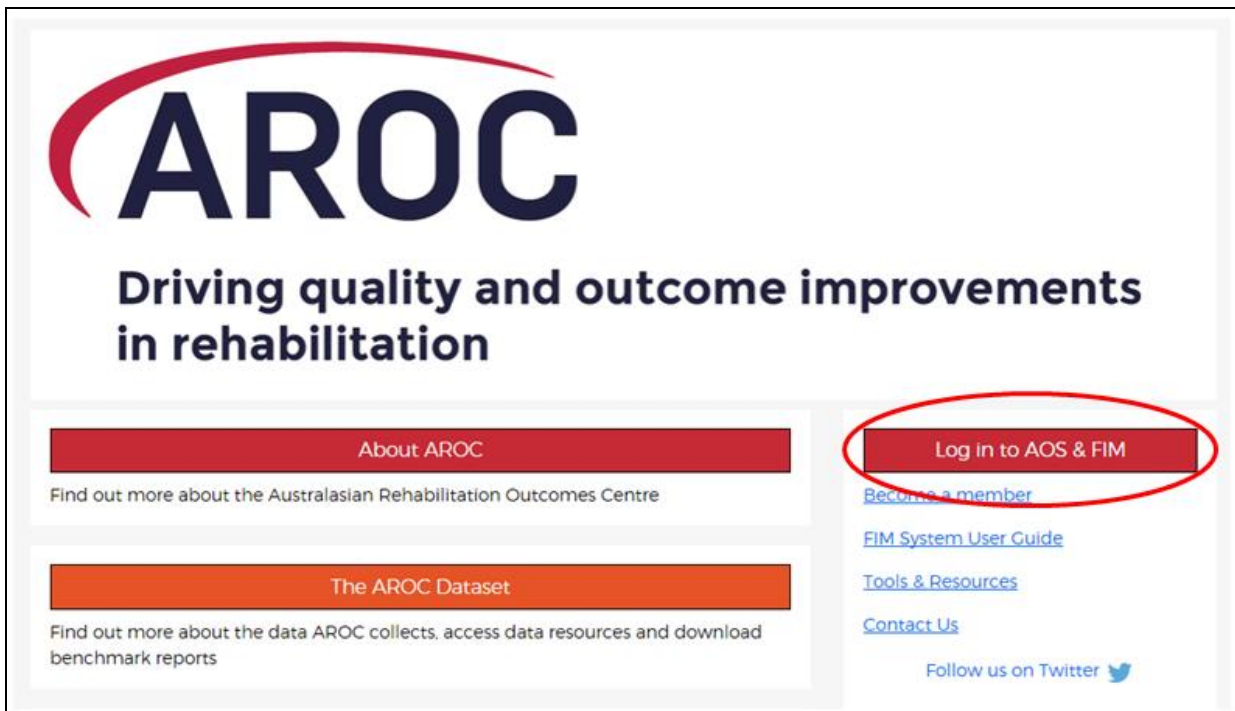 AROC
Driving quality and outcome improvements
in rehabilitation
About AROC
Find out more about the Australasian Rehabilitation Outcomes Centre
The AROC Dataset
Find out more about the data AROC collects, access data resources and download
benchmark reports
Log in to AOS & FIM
Become a member
FIM System User Guide
Tools & Resources
Contact Us
Follow us on Twitter